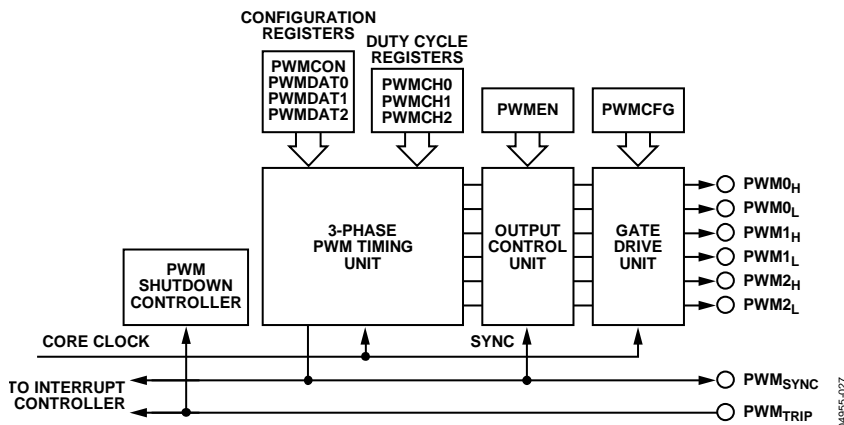 CONFIGURATION
REGISTERS
DUTY CYCLE
REGISTERS
PWMCON
PWMDAT0
PWMDAT1
PWMDAT2
PWMCH0
PWMCH1
PWMCH2
PWMEN
PWMCFG
3-PHASE
PWM TIMING
UNIT
OUTPUT
CONTROL
UNIT
GATE
DRIVE
UNIT
PWM0H
PWM0L
PWM1H
PWM1L
PWM2H
PWM2L
PWM
SHUTDOWN
CONTROLLER
CORE CLOCK
SYNC
TO INTERRUPT
CONTROLLER
PWMSYNC
PWMTRIP
04955-027